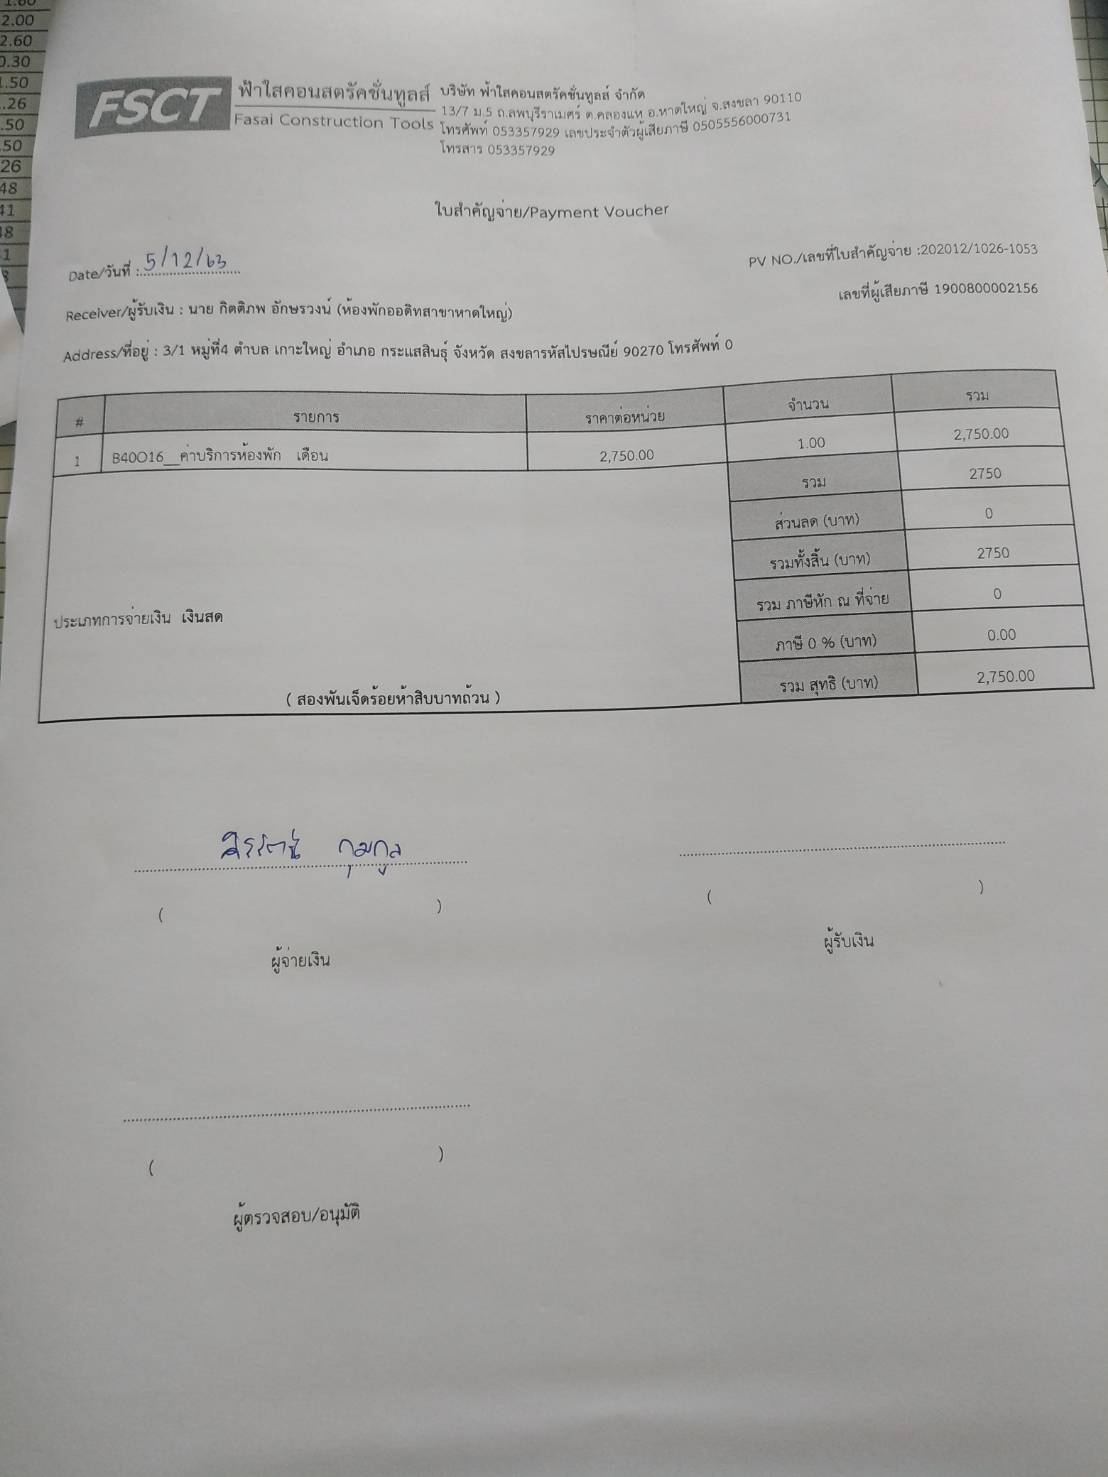 1.60
2.00
2.60
0.30
1.50
.26
.50
50
26
48
41
18
1
3
FSCT
ฟ้าใสคอนสตรัคชั่นทูลส์
Fasai Construction Tools
บริษัท ฟ้าใสคอนสตรัคชั่นทูลส์ จำกัด
13/7 ม.5 ถ.ลพบุรีราเมศร์ ต.คลองแห อ.หาดใหญ่ จ.สงขลา 90110
โทรศัพท์ 053357929 เลขประจำตัวผู้เสียภาษี 0505556000731
โทรสาร 053357929
ใบสำคัญจ่าย/Payment Voucher
Date/วันที่ : 5/12/63
PV NO./เลขที่ใบสำคัญจ่าย :202012/1026-1053
Receiver/ผู้รับเงิน : นาย กิตติภพ อักษรวงน์ (ห้องพักออดิทสาขาหาดใหญ่)
เลขที่ผู้เสียภาษี 1900800002156
Address/ที่อยู่ : 3/1 หมู่ที่4 ตำบล เกาะใหญ่ อำเภอ กระแสสินธุ์ จังหวัด สงขลารหัสไปรษณีย์ 90270 โทรศัพท์ 0
# รายการ ราคาต่อหน่วย จำนวน รวม
1 B40016__ค่าบริการห้องพัก เดือน 2,750.00 1.00 2,750.00
รวม 2750
ส่วนลด (บาท) 0
รวมทั้งสิ้น (บาท) 2750
รวม ภาษีหัก ณ ที่จ่าย 0
ประเภทการจ่ายเงิน เงินสด
ภาษี 0 % (บาท) 0.00
( สองพันเจ็ดร้อยห้าสิบบาทถ้วน )
รวม สุทธิ (บาท) 2,750.00
( )
( )
ผู้จ่ายเงิน
ผู้รับเงิน
( )
ผู้ตรวจสอบ/อนุมัติ